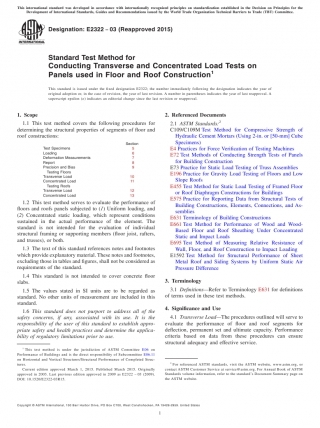 This international standard was developed in accordance with internationally recognized principles on standardization established in the Decision on Principles for the
Development of International Standards, Guides and Recommendations issued by the World Trade Organization Technical Barriers to Trade (TBT) Committee.
Designation: E2322 − 03 (Reapproved 2015)
Standard Test Method for
Conducting Transverse and Concentrated Load Tests on
Panels used in Floor and Roof Construction1
This standard is issued under the fixed designation E2322; the number immediately following the designation indicates the year of
original adoption or, in the case of revision, the year of last revision. A number in parentheses indicates the year of last reapproval. A
superscript epsilon (´) indicates an editorial change since the last revision or reapproval.
1. Scope
1.1 This test method covers the following procedures for
determining the structural properties of segments of floor and
roof constructions:
Section
Test Specimens 5
Loading 6
Deformation Measurements 7
Report 8
Precision and Bias 9
Testing Floors
Transverse Load 10
Concentrated Load 11
Testing Roofs
Transverse Load 12
Concentrated Load 13
1.2 This test method serves to evaluate the performance of
floors and roofs panels subjected to (1) Uniform loading, and
(2) Concentrated static loading, which represent conditions
sustained in the actual performance of the element. The
standard is not intended for the evaluation of individual
structural framing or supporting members (floor joist, rafters,
and trusses), or both.
1.3 The text of this standard references notes and footnotes
which provide explanatory material. These notes and footnotes,
excluding those in tables and figures, shall not be considered as
requirements of the standard.
1.4 This standard is not intended to cover concrete floor
slabs.
1.5 The values stated in SI units are to be regarded as
standard. No other units of measurement are included in this
standard.
1.6 This standard does not purport to address all of the
safety concerns, if any, associated with its use. It is the
responsibility of the user of this standard to establish appro-
priate safety and health practices and determine the applica-
bility of regulatory limitations prior to use.
1 This test method is under the jurisdiction of ASTM Committee E06 on
Performance of Buildings and is the direct responsibility of Subcommittee E06.11
on Horizontal and Vertical Structures/Structural Performance of Completed Struc-
tures.
Current edition approved March 1, 2015. Published March 2015. Originally
approved in 2003. Last previous edition approved in 2009 as E2322 – 03 (2009).
DOI: 10.1520/E2322-03R15.
2. Referenced Documents
2.1 ASTM Standards:2
C109/C109M Test Method for Compressive Strength of
Hydraulic Cement Mortars (Using 2-in. or [50-mm] Cube
Specimens)
E4 Practices for Force Verification of Testing Machines
E72 Test Methods of Conducting Strength Tests of Panels
for Building Construction
E73 Practice for Static Load Testing of Truss Assemblies
E196 Practice for Gravity Load Testing of Floors and Low
Slope Roofs
E455 Test Method for Static Load Testing of Framed Floor
or Roof Diaphragm Constructions for Buildings
E575 Practice for Reporting Data from Structural Tests of
Building Constructions, Elements, Connections, and As-
semblies
E631 Terminology of Building Constructions
E661 Test Method for Performance of Wood and Wood-
Based Floor and Roof Sheathing Under Concentrated
Static and Impact Loads
E695 Test Method of Measuring Relative Resistance of
Wall, Floor, and Roof Construction to Impact Loading
E1592 Test Method for Structural Performance of Sheet
Metal Roof and Siding Systems by Uniform Static Air
Pressure Difference
3. Terminology
3.1 Definitions—Refer to Terminology E631 for definitions
of terms used in these test methods.
4. Significance and Use
4.1 Transverse Load—The procedures outlined will serve to
evaluate the performance of floor and roof segments for
deflection, permanent set and ultimate capacity. Performance
criteria based on data from these procedures can ensure
structural adequacy and effective service.
2 For referenced ASTM standards, visit the ASTM website, www.astm.org, or
contact ASTM Customer Service at service@astm.org. For Annual Book of ASTM
Standards volume information, refer to the standard's Document Summary page on
the ASTM website.
Copyright © ASTM International, 100 Barr Harbor Drive, PO Box C700, West Conshohocken, PA 19428-2959. United States
1